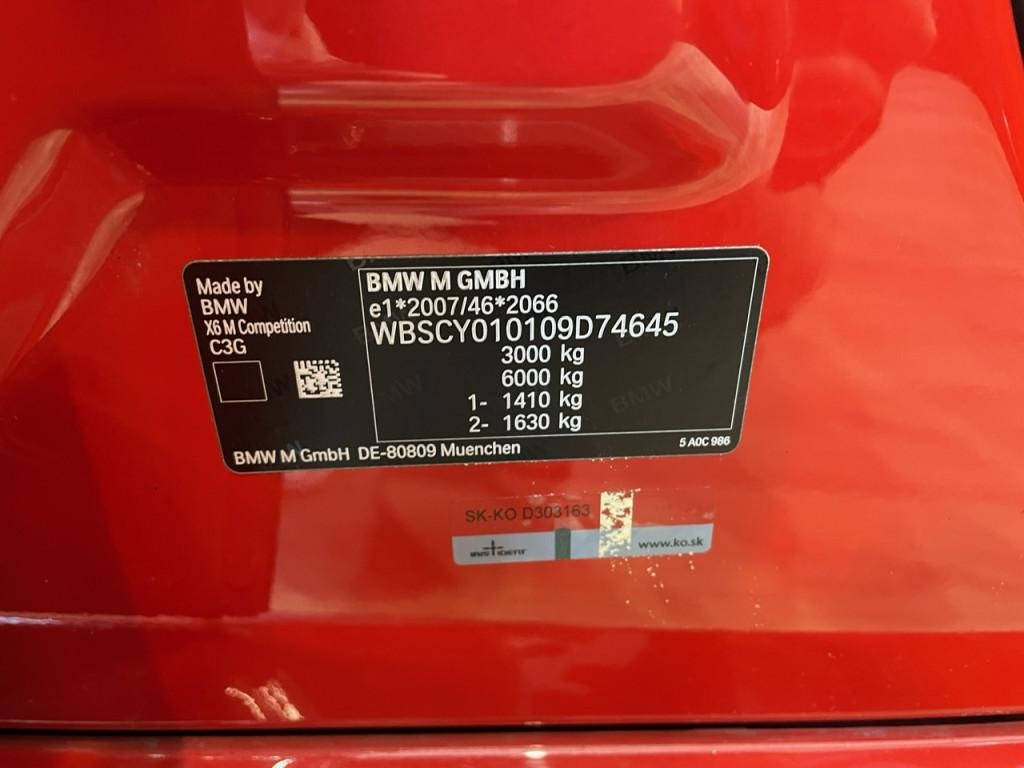 Made by
BMW
X6 M Competition
C3G
BMW M GMBH
e1*2007/46*2066
WBSCY010109D74645
3000 kg
6000 kg
1- 1410 kg
2- 1630 kg
BMW M GmbH DE-80809 Muenchen
5 A0C 986
SK-KO D303163
www.ko.sk